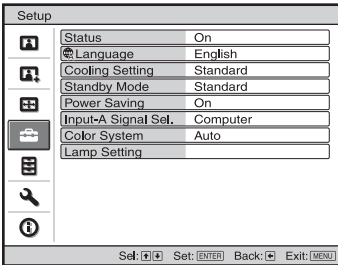 Setup
Status On
Language English
Cooling Setting Standard
Standby Mode Standard
Power Saving On
Input-A Signal Sel. Computer
Color System Auto
Lamp Setting
Sel: Set: ENTER Back: Exit: MENU